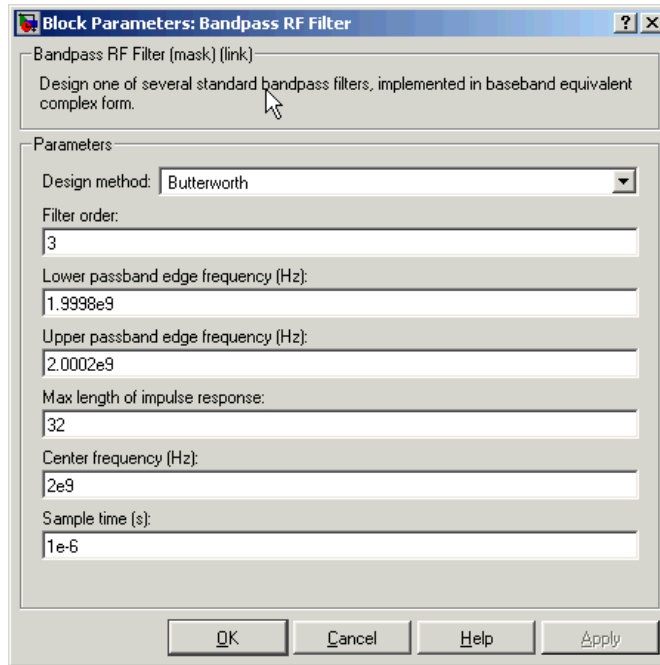 Block Parameters: Bandpass RF Filter
Bandpass RF Filter (mask) (link)
Design one of several standard bandpass filters, implemented in baseband equivalent
complex form.
Parameters
Design method: Butterworth
Filter order:
3
Lower passband edge frequency (Hz):
1.9998e9
Upper passband edge frequency (Hz):
2.0002e9
Max length of impulse response:
32
Center frequency (Hz):
2e9
Sample time (s):
1e-6
OK Cancel Help Apply